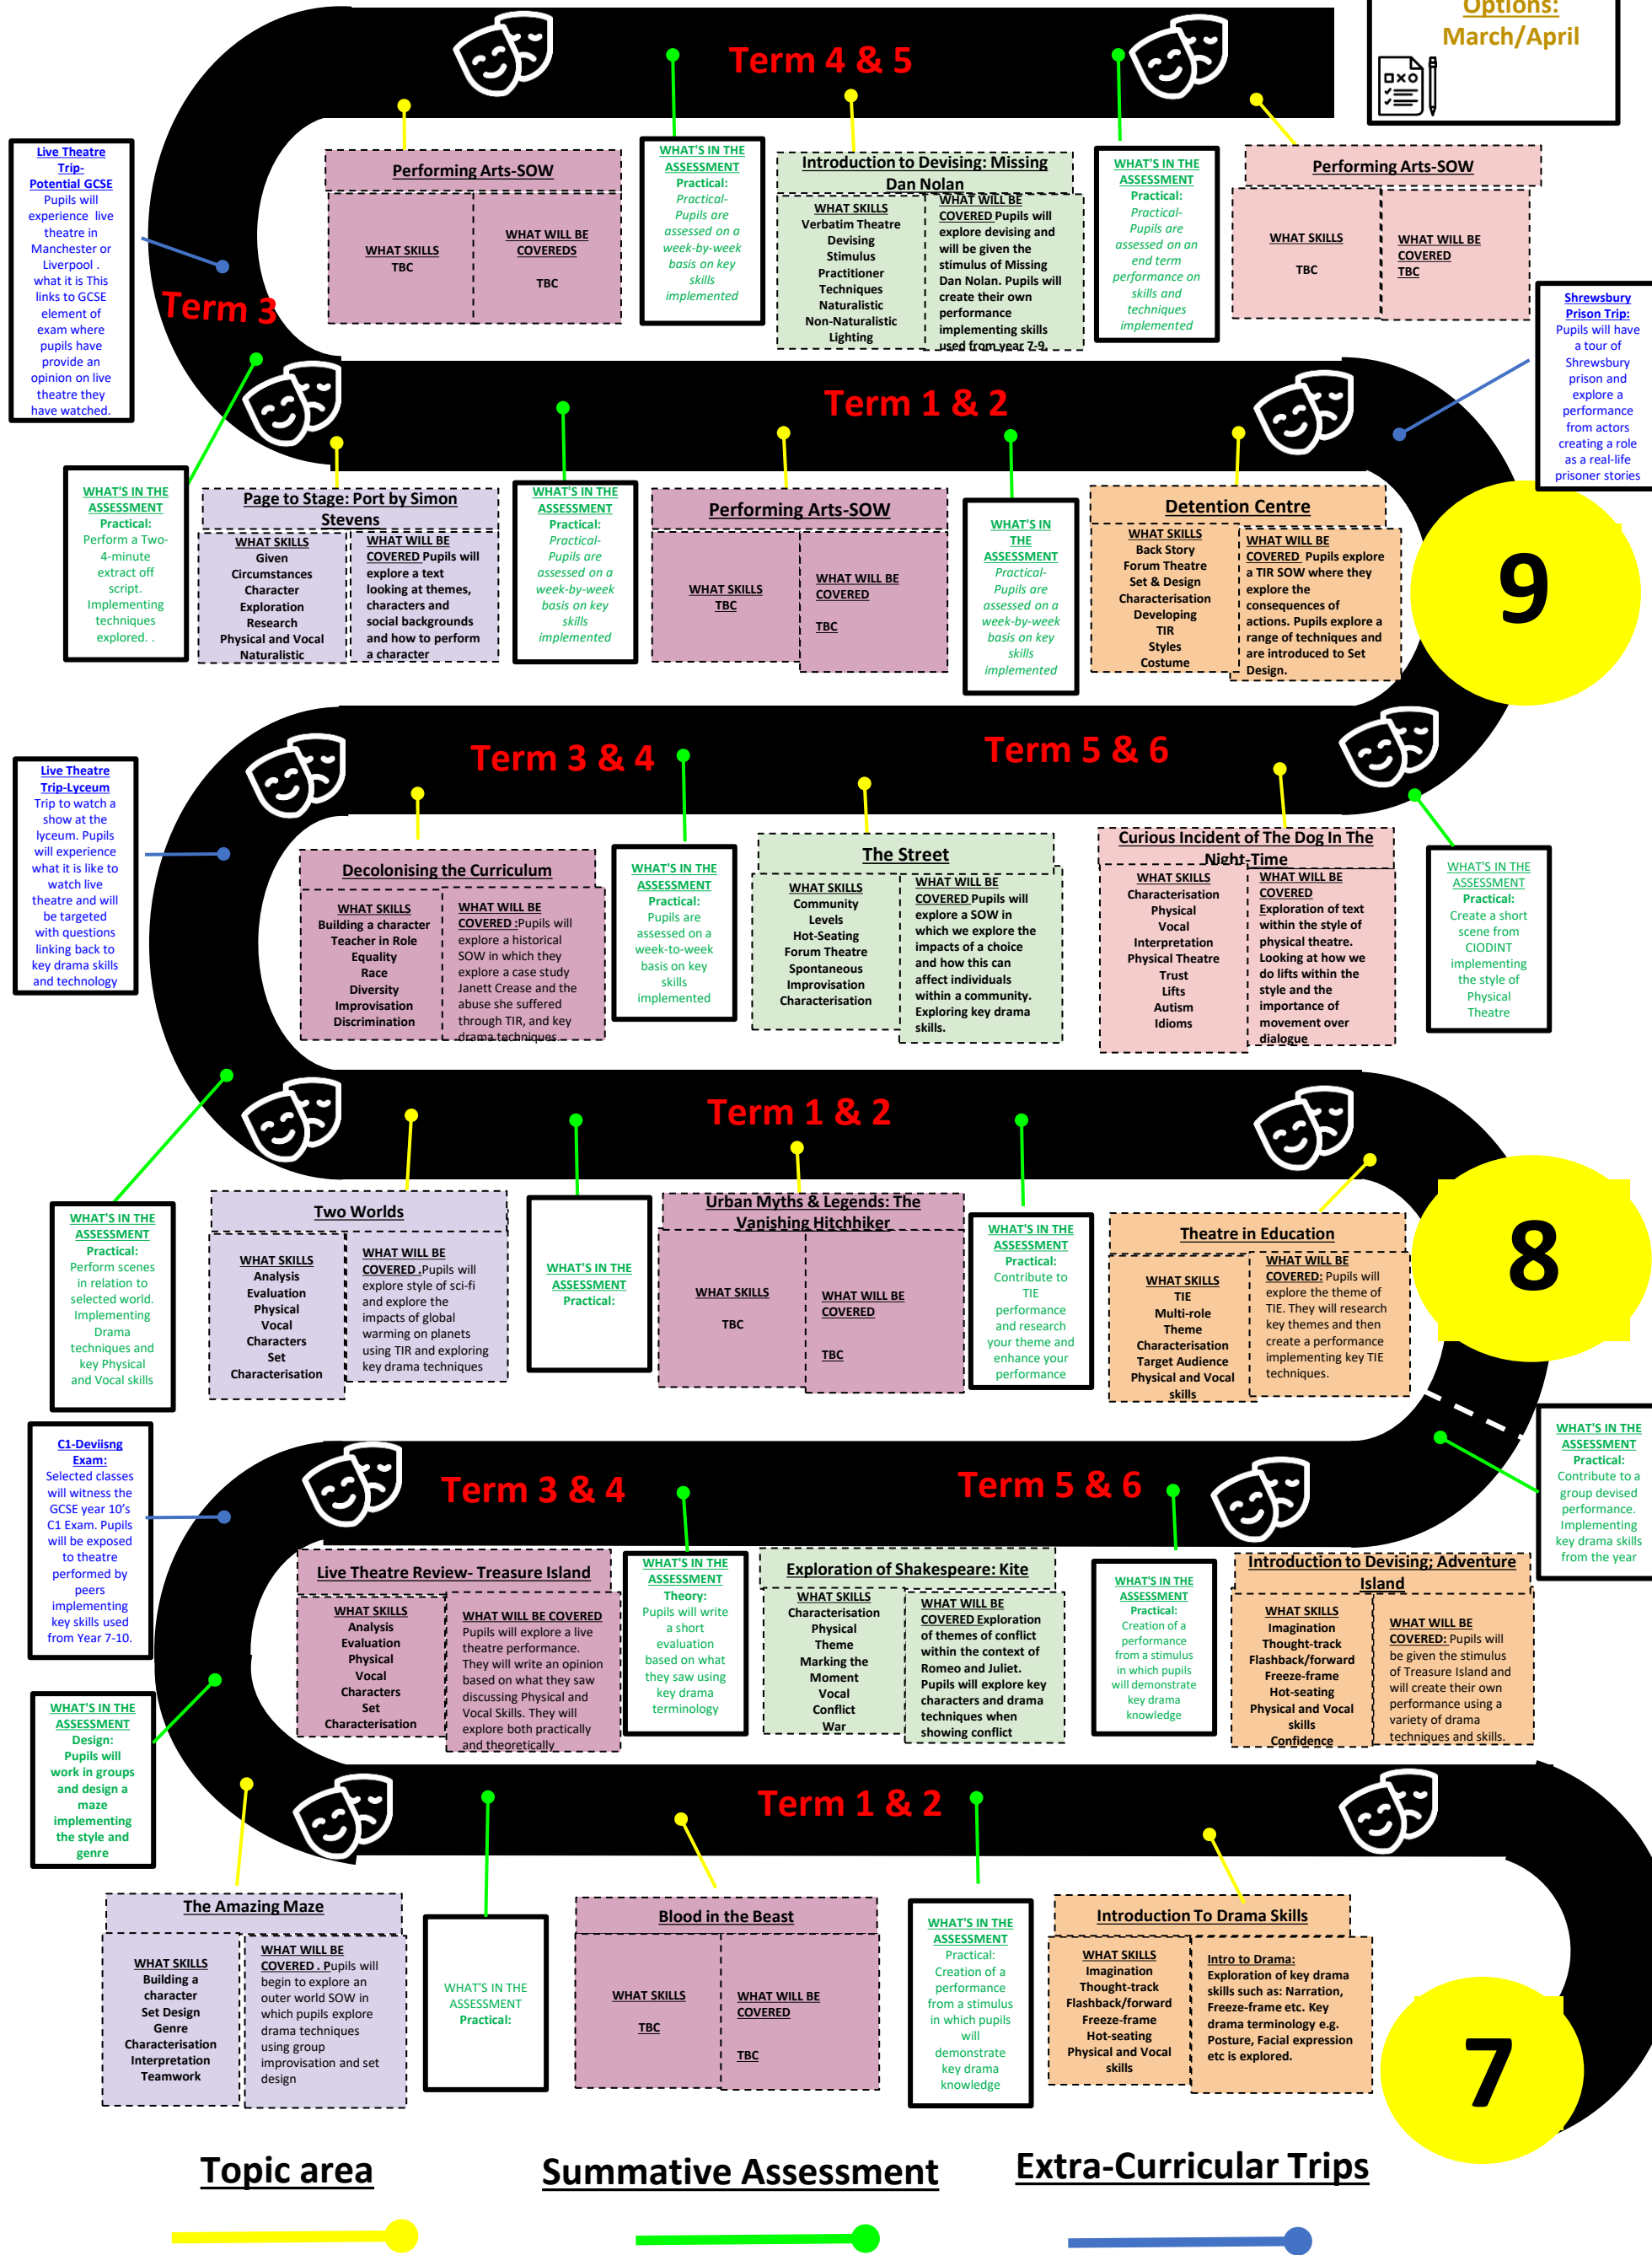 Options:
March/April
Term 4 & 5
Live Theatre
Trip-
Potential GCSE
Pupils will
experience live
theatre in
Manchester or
Liverpool .
what it is This
links to GCSE
element of
exam where
pupils have
provide an
opinion on live
theatre they
have watched.
Performing Arts-SOW
WHAT SKILLS
TBC
WHAT WILL BE
COVEREDS
TBC
WHAT'S IN THE
ASSESSMENT
Practical:
Practical-
Pupils are
assessed on a
week-by-week
basis on key
skills
implemented
Introduction to Devising: Missing
Dan Nolan
WHAT SKILLS
Verbatim Theatre
Devising
Stimulus
Practitioner
Techniques
Naturalistic
Non-Naturalistic
Lighting
WHAT WILL BE
COVERED Pupils will
explore devising and
will be given the
stimulus of Missing
Dan Nolan. Pupils will
create their own
performance
implementing skills
used from year 7-9.
WHAT'S IN THE
ASSESSMENT
Practical:
Practical-
Pupils are
assessed on an
end term
performance on
skills and
techniques
implemented
Performing Arts-SOW
WHAT SKILLS
TBC
WHAT WILL BE
COVERED
TBC
Term 3
Shrewsbury
Prison Trip:
Pupils will have
a tour of
Shrewsbury
prison and
explore a
performance
from actors
creating a role
as a real-life
prisoner stories
Term 1 & 2
WHAT'S IN THE
ASSESSMENT
Practical:
Perform a Two-
4-minute
extract off
script.
Implementing
techniques
explored. .
Page to Stage: Port by Simon
Stevens
WHAT SKILLS
Given
Circumstances
Character
Exploration
Research
Physical and Vocal
Naturalistic
WHAT WILL BE
COVERED Pupils will
explore a text
looking at themes,
characters and
social backgrounds
and how to perform
a character
WHAT'S IN THE
ASSESSMENT
Practical:
Practical-
Pupils are
assessed on a
week-by-week
basis on key
skills
implemented
Performing Arts-SOW
WHAT SKILLS
TBC
WHAT WILL BE
COVERED
TBC
WHAT'S IN
THE
ASSESSMENT
Practical-
Pupils are
assessed on a
week-by-week
basis on key
skills
implemented
Detention Centre
WHAT SKILLS
Back Story
Forum Theatre
Set & Design
Characterisation
Developing
TIR
Styles
Costume
WHAT WILL BE
COVERED Pupils explore
a TIR SOW where they
explore the
consequences of
actions. Pupils explore a
range of techniques and
are introduced to Set
Design.
9
Term 3 & 4
Term 5 & 6
Live Theatre
Trip-Lyceum
Trip to watch a
show at the
lyceum. Pupils
will experience
what it is like to
watch live
theatre and will
be targeted
with questions
linking back to
key drama skills
and technology
Decolonising the Curriculum
WHAT SKILLS
Building a character
Teacher in Role
Equality
Race
Diversity
Improvisation
Discrimination
WHAT WILL BE
COVERED :Pupils will
explore a historical
SOW in which they
explore a case study
Janett Crease and the
abuse she suffered
through TIR, and key
drama techniques.
WHAT'S IN THE
ASSESSMENT
Practical:
Pupils are
assessed on a
week-to-week
basis on key
skills
implemented
The Street
WHAT SKILLS
Community
Levels
Hot-Seating
Forum Theatre
Spontaneous
Improvisation
Characterisation
WHAT WILL BE
COVERED Pupils will
explore a SOW in
which we explore the
impacts of a choice
and how this can
affect individuals
within a community.
Exploring key drama
skills.
Curious Incident of The Dog In The
Night-Time
WHAT SKILLS
Characterisation
Physical
Vocal
Interpretation
Physical Theatre
Trust
Lifts
Autism
Idioms
WHAT WILL BE
COVERED
Exploration of text
within the style of
physical theatre.
Looking at how we
do lifts within the
style and the
importance of
movement over
dialogue
WHAT'S IN THE
ASSESSMENT
Practical:
Create a short
scene from
CIODINT
implementing
the style of
Physical
Theatre
Term 1 & 2
WHAT'S IN THE
ASSESSMENT
Practical:
Perform scenes
in relation to
selected world.
Implementing
Drama
techniques and
key Physical
and Vocal skills
Two Worlds
WHAT SKILLS
Analysis
Evaluation
Physical
Vocal
Characters
Set
Characterisation
WHAT WILL BE
COVERED .Pupils will
explore style of sci-fi
and explore the
impacts of global
warming on planets
using TIR and exploring
key drama techniques
WHAT'S IN THE
ASSESSMENT
Practical:
Urban Myths & Legends: The
Vanishing Hitchhiker
WHAT SKILLS
TBC
WHAT WILL BE
COVERED
TBC
WHAT'S IN THE
ASSESSMENT
Practical:
Contribute to
TIE
performance
and research
your theme and
enhance your
performance
Theatre in Education
WHAT SKILLS
TIE
Multi-role
Theme
Characterisation
Target Audience
Physical and Vocal
skills
WHAT WILL BE
COVERED: Pupils will
explore the theme of
TIE. They will research
key themes and then
create a performance
implementing key TIE
techniques.
8
C1-Deviisng
Exam:
Selected classes
will witness the
GCSE year 10's
C1 Exam. Pupils
will be exposed
to theatre
performed by
peers
implementing
key skills used
from Year 7-10.
Term 3 & 4
Term 5 & 6
WHAT'S IN THE
ASSESSMENT
Practical:
Contribute to a
group devised
performance.
Implementing
key drama skills
from the year
Live Theatre Review- Treasure Island
WHAT SKILLS
Analysis
Evaluation
Physical
Vocal
Characters
Set
Characterisation
WHAT WILL BE COVERED
Pupils will explore a live
theatre performance.
They will write an opinion
based on what they saw
discussing Physical and
Vocal Skills. They will
explore both practically
and theoretically
WHAT'S IN THE
ASSESSMENT
Theory:
Pupils will write
a short
evaluation
based on what
they saw using
key drama
terminology
Exploration of Shakespeare: Kite
WHAT SKILLS
Characterisation
Physical
Theme
Marking the
Moment
Vocal
Conflict
War
WHAT WILL BE
COVERED Exploration
of themes of conflict
within the context of
Romeo and Juliet.
Pupils will explore key
characters and drama
techniques when
showing conflict
WHAT'S IN THE
ASSESSMENT
Practical:
Creation of a
performance
from a stimulus
in which pupils
will demonstrate
key drama
knowledge
Introduction to Devising; Adventure
Island
WHAT SKILLS
Imagination
Thought-track
Flashback/forward
Freeze-frame
Hot-seating
Physical and Vocal
skills
Confidence
WHAT WILL BE
COVERED: Pupils will
be given the stimulus
of Treasure Island and
will create their own
performance using a
variety of drama
techniques and skills.
WHAT'S IN THE
ASSESSMENT
Design:
Pupils will
work in groups
and design a
maze
implementing
the style and
genre
Term 1 & 2
The Amazing Maze
WHAT SKILLS
Building a
character
Set Design
Genre
Characterisation
Interpretation
Teamwork
WHAT WILL BE
COVERED . Pupils will
begin to explore an
outer world SOW in
which pupils explore
drama techniques
using group
improvisation and set
design
WHAT'S IN THE
ASSESSMENT
Practical:
Blood in the Beast
WHAT SKILLS
TBC
WHAT WILL BE
COVERED
TBC
WHAT'S IN THE
ASSESSMENT
Practical:
Creation of a
performance
from a stimulus
in which pupils
will
demonstrate
key drama
knowledge
Introduction To Drama Skills
WHAT SKILLS
Imagination
Thought-track
Flashback/forward
Freeze-frame
Hot-seating
Physical and Vocal
skills
Intro to Drama:
Exploration of key drama
skills such as: Narration,
Freeze-frame etc. Key
drama terminology e.g.
Posture, Facial expression
etc is explored.
7
Topic area
Summative Assessment
Extra-Curricular Trips